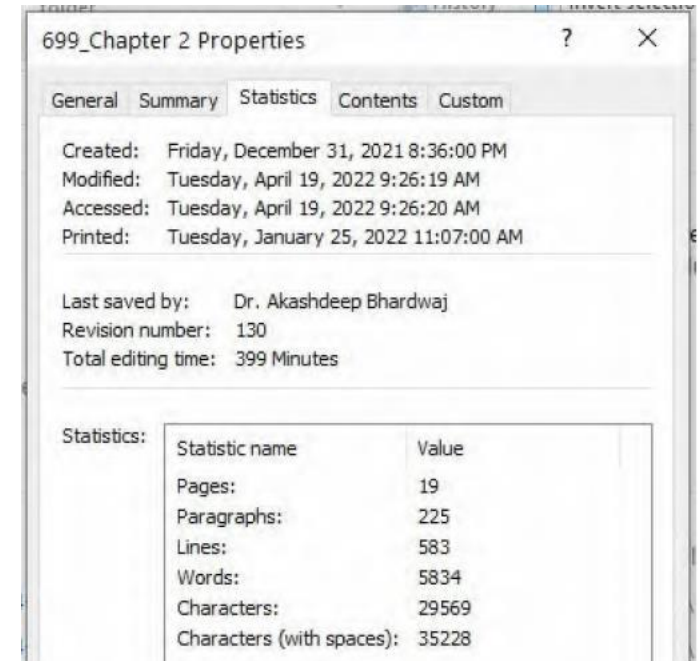 699_Chapter 2 Properties ? ×
General Summary Statistics Contents Custom
Created: Friday, December 31, 2021 8:36:00 PM
Modified: Tuesday, April 19, 2022 9:26:19 AM
Accessed: Tuesday, April 19, 2022 9:26:20 AM
Printed: Tuesday, January 25, 2022 11:07:00 AM
Last saved by: Dr. Akashdeep Bhardwaj
Revision number: 130
Total editing time: 399 Minutes
Statistics:
Statistic name Value
Pages: 19
Paragraphs: 225
Lines: 583
Words: 5834
Characters: 29569
Characters (with spaces): 35228